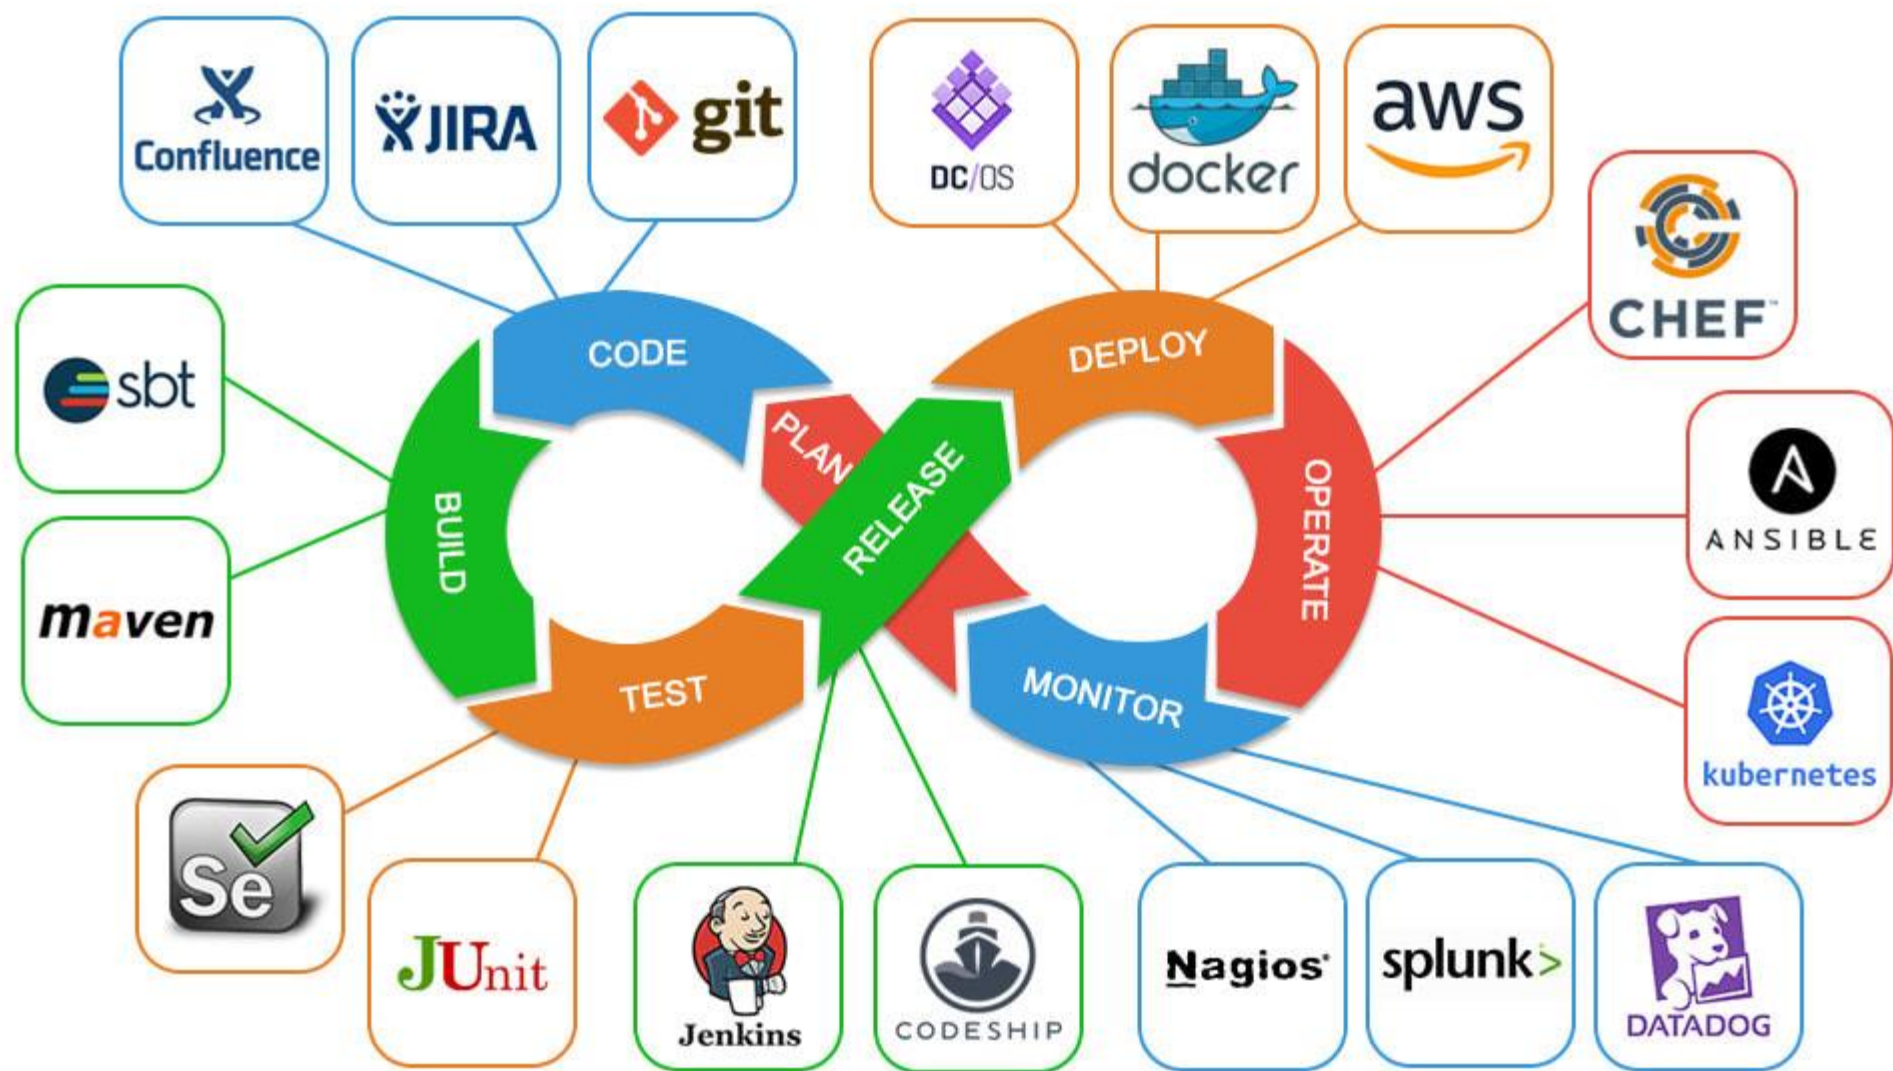 Confluence
JIRA
git
DC/OS
docker
aws
CHEF™
sbt
CODE
DEPLOY
PLAN
RELEASE
BUILD
OPERATE
ANSIBLE
maven
TEST
MONITOR
kubernetes
Se
JUnit
Jenkins
CODESHIP
Nagios®
splunk>
DATADOG